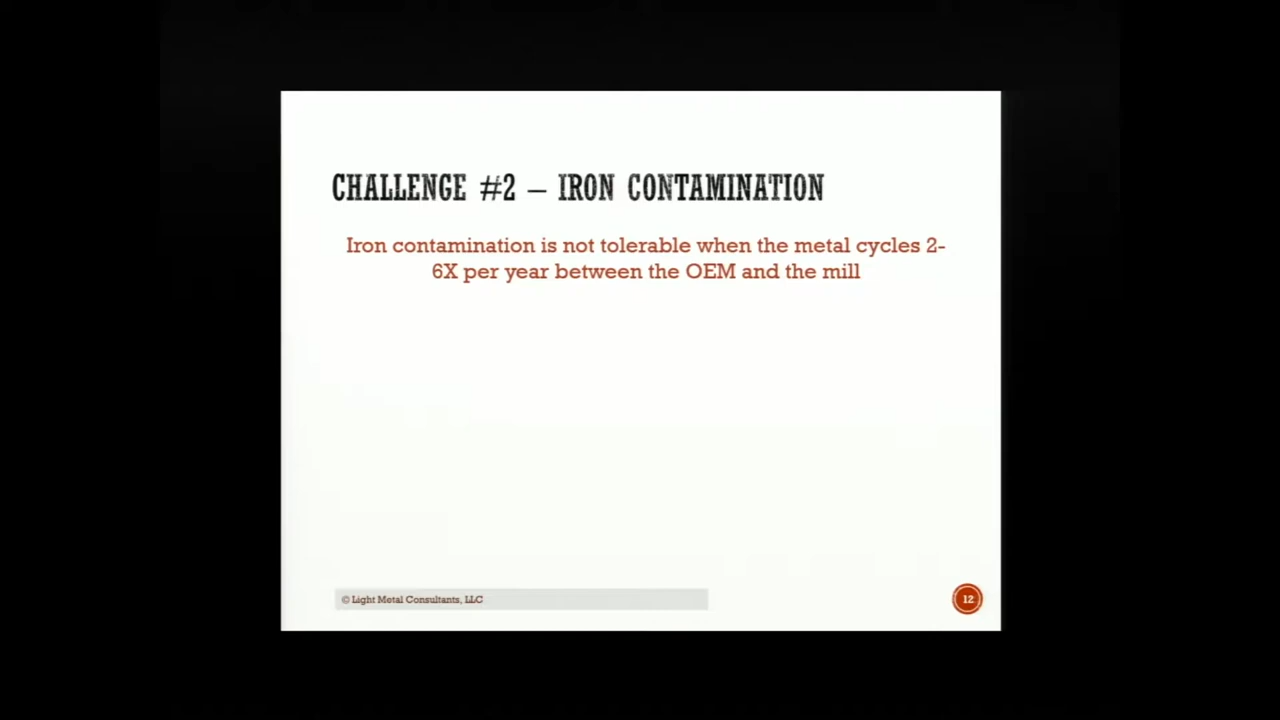 CHALLENGE #2 – IRON CONTAMINATION
Iron contamination is not tolerable when the metal cycles 2-
6X per year between the OEM and the mill
© Light Metal Consultants, LLC
12